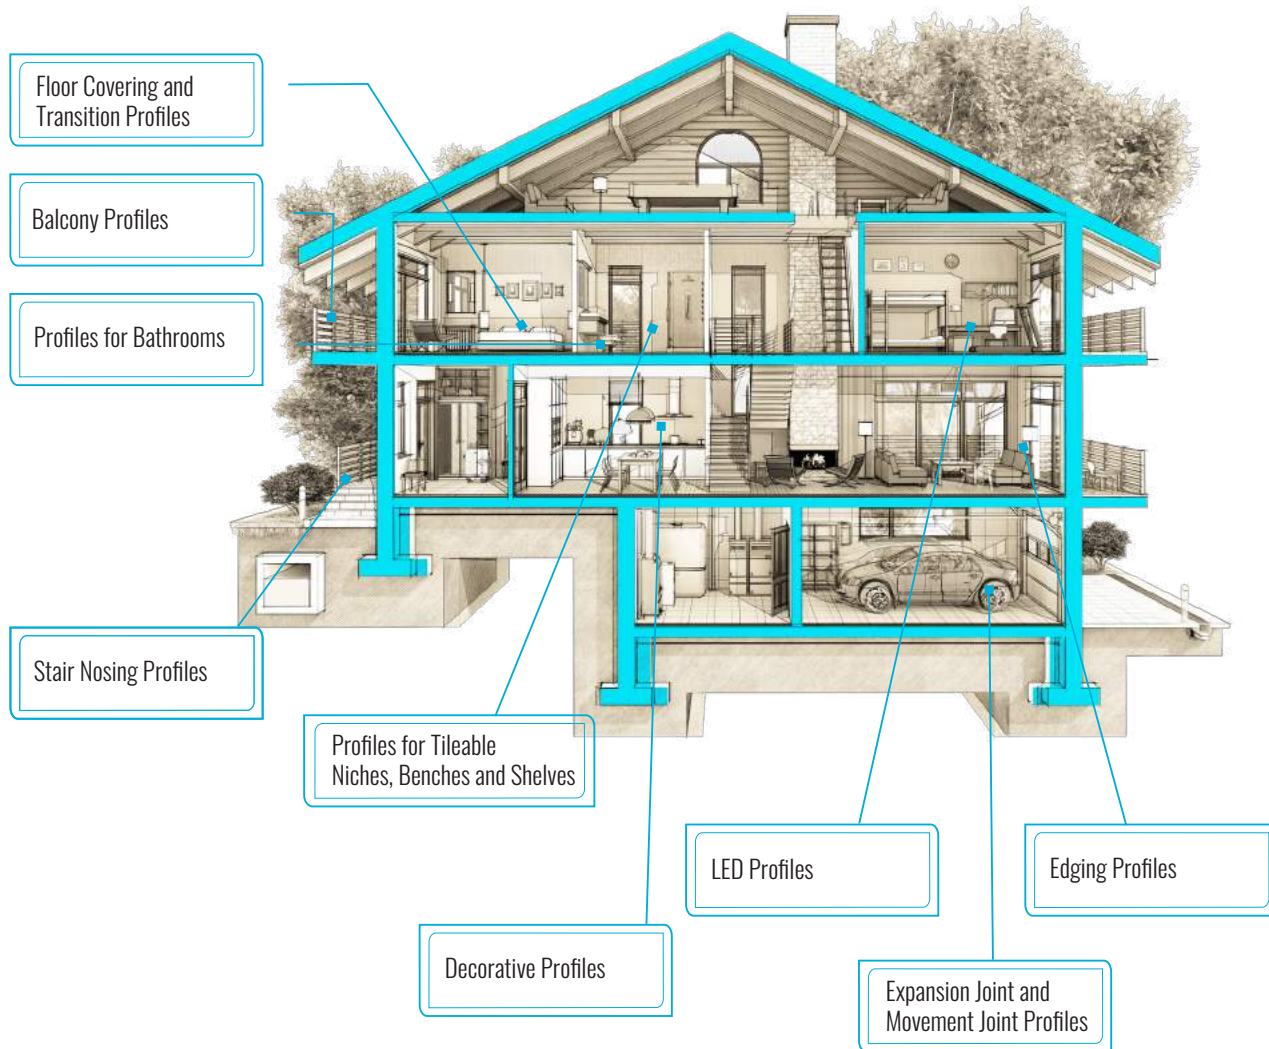 Floor Covering and
Transition Profiles
Balcony Profiles
Profiles for Bathrooms
Stair Nosing Profiles
Profiles for Tileable
Niches, Benches and Shelves
LED Profiles
Edging Profiles
Decorative Profiles
Expansion Joint and
Movement Joint Profiles